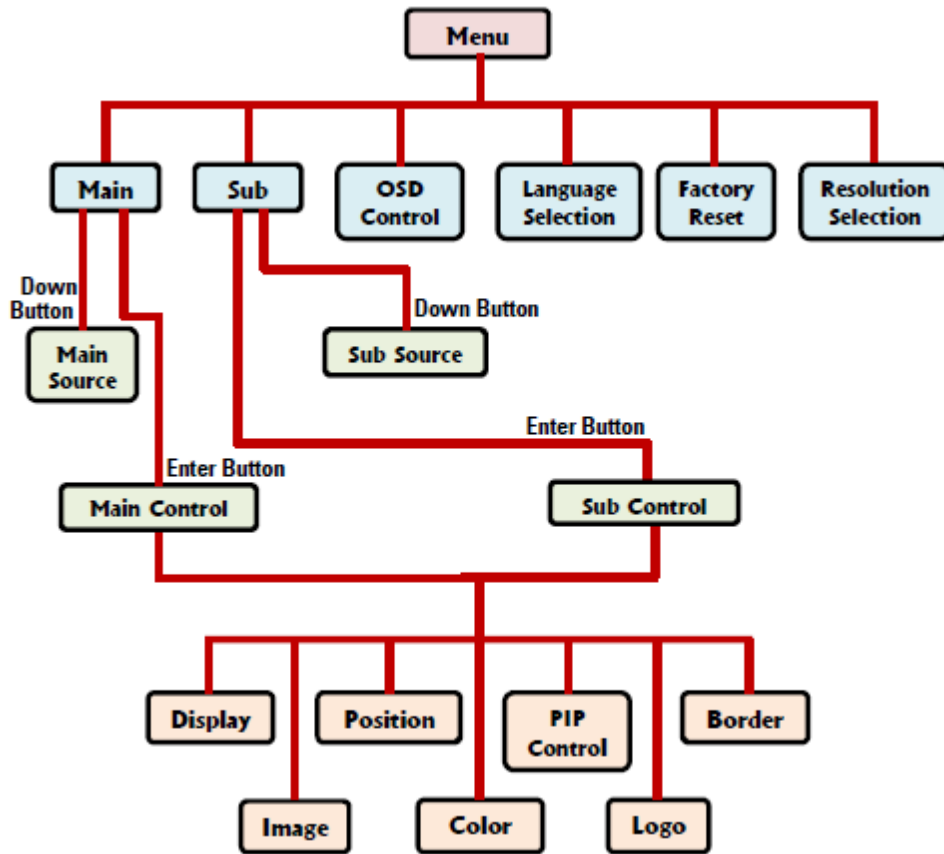 Menu
Main
Sub
OSD
Control
Language
Selection
Factory
Reset
Resolution
Selection
Down
Button
Down Button
Main
Source
Sub Source
Enter Button
Enter Button
Main Control
Sub Control
Display
Position
PIP
Control
Border
Image
Color
Logo